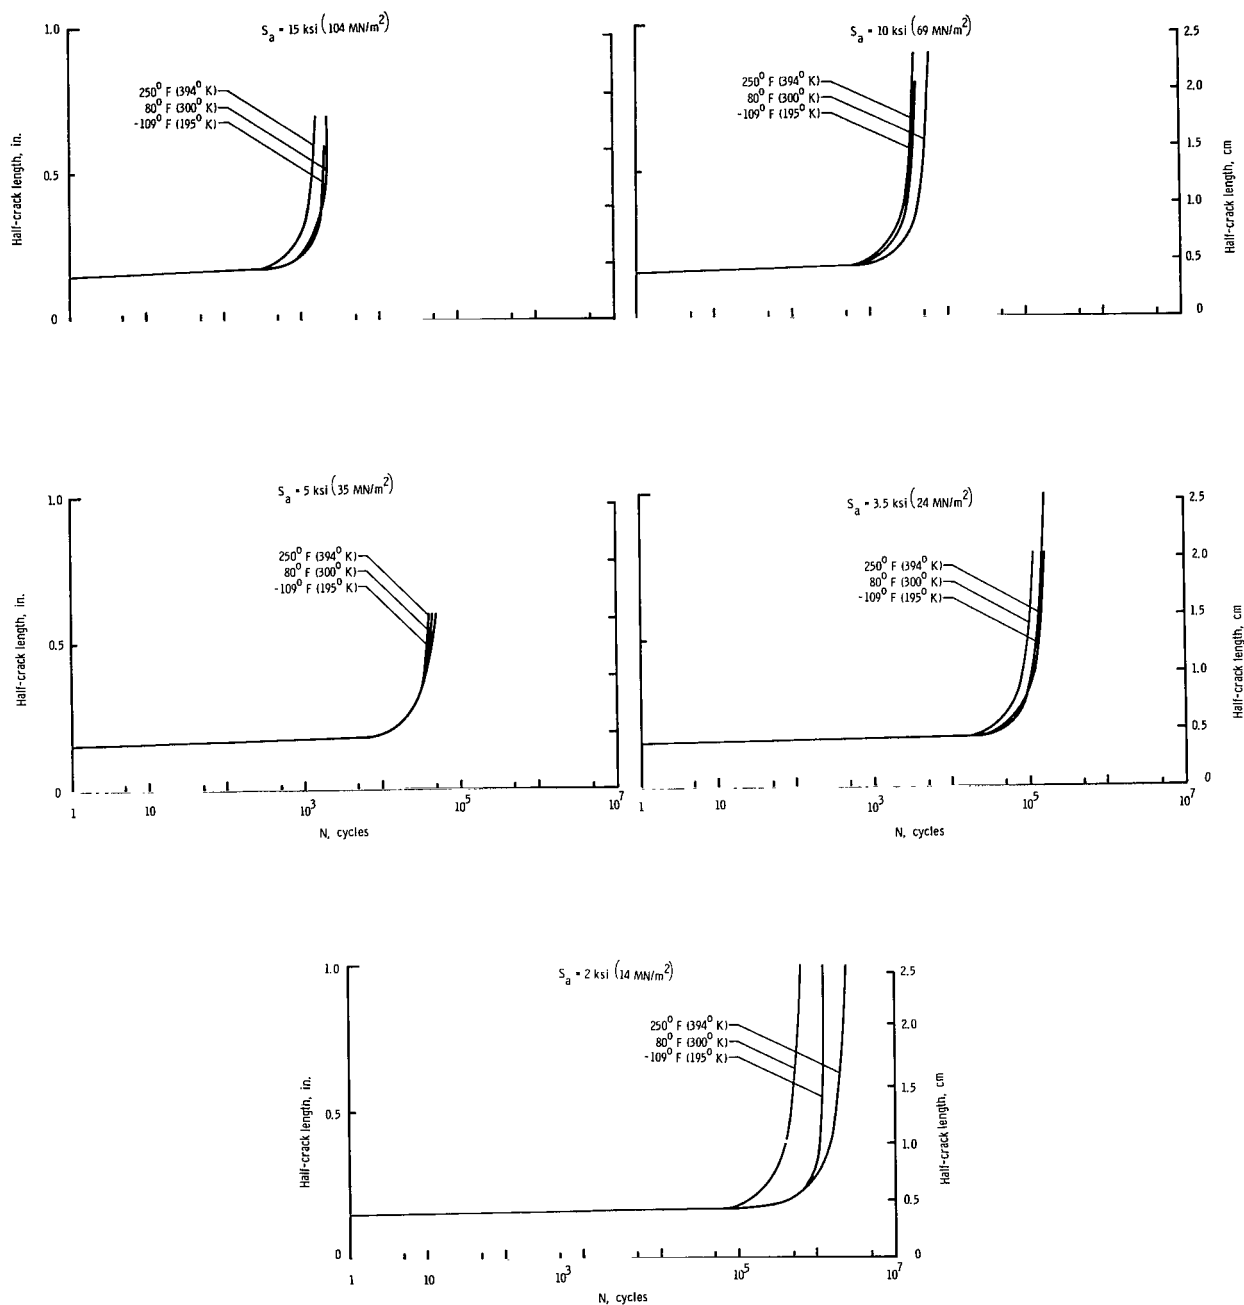 S_a = 15 ksi (104 MN/m²)
1.0
250° F (394° K)
80° F (300° K)
-109° F (195° K)
Half-crack length, in.
0.5
0
S_a = 10 ksi (69 MN/m²)
2.5
250° F (394° K)
80° F (300° K)
-109° F (195° K)
2.0
1.5
Half-crack length, cm
1.0
0.5
0
S_a = 5 ksi (35 MN/m²)
1.0
250° F (394° K)
80° F (300° K)
-109° F (195° K)
Half-crack length, in.
0.5
0
1 10 10³ 10⁵ 10⁷
N, cycles
S_a = 3.5 ksi (24 MN/m²)
2.5
250° F (394° K)
80° F (300° K)
-109° F (195° K)
2.0
1.5
Half-crack length, cm
1.0
0.5
0
1 10 10³ 10⁵ 10⁷
N, cycles
S_a = 2 ksi (14 MN/m²)
1.0
2.5
250° F (394° K)
80° F (300° K)
-109° F (195° K)
2.0
Half-crack length, in.
0.5
1.5
Half-crack length, cm
1.0
0.5
0
0
1 10 10³ 10⁵ 10⁷
N, cycles